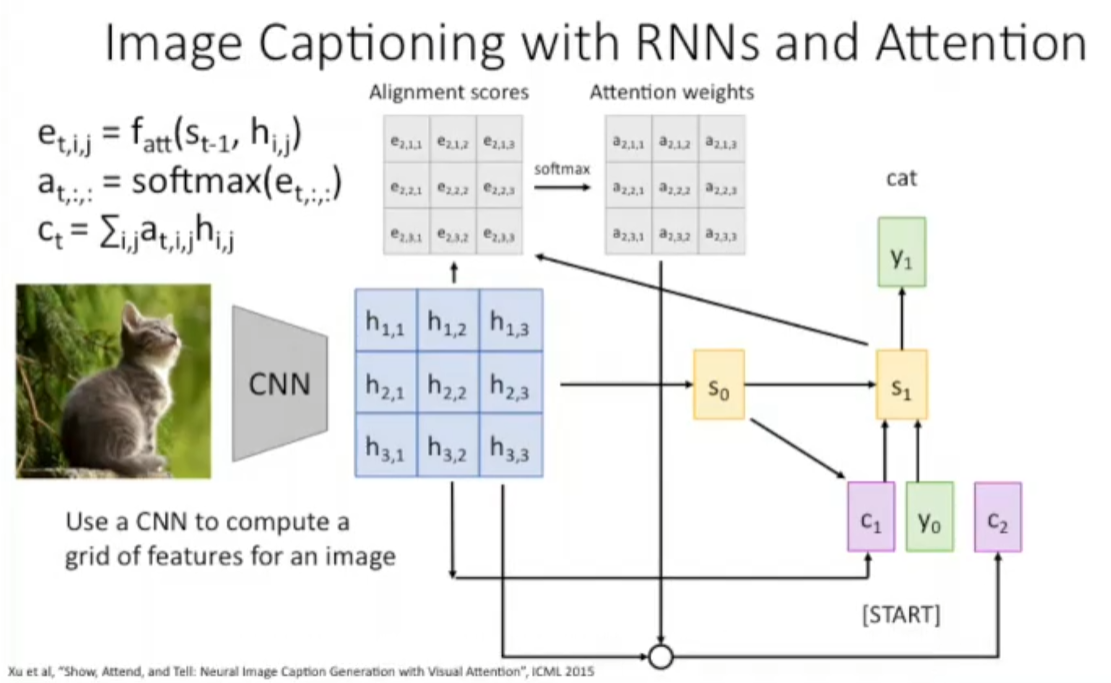 Image Captioning with RNNs and Attention
Alignment scores
Attention weights
e_{t,i,j} = f_{att}(s_{t-1}, h_{i,j})
a_{t,:,:} = softmax(e_{t,:,:})
c_t = ∑_{i,j}a_{t,i,j}h_{i,j}
e_{2,1,1} e_{2,1,2} e_{2,1,3}
e_{2,2,1} e_{2,2,2} e_{2,2,3}
e_{2,3,1} e_{2,3,2} e_{2,3,3}
softmax
a_{2,1,1} a_{2,1,2} a_{2,1,3}
a_{2,2,1} a_{2,2,2} a_{2,2,3}
a_{2,3,1} a_{2,3,2} a_{2,3,3}
cat
y_1
CNN
h_{1,1} h_{1,2} h_{1,3}
h_{2,1} h_{2,2} h_{2,3}
h_{3,1} h_{3,2} h_{3,3}
s_0
s_1
c_1
y_0
c_2
[START]
Use a CNN to compute a
grid of features for an image
Xu et al, "Show, Attend, and Tell: Neural Image Caption Generation with Visual Attention", ICML 2015